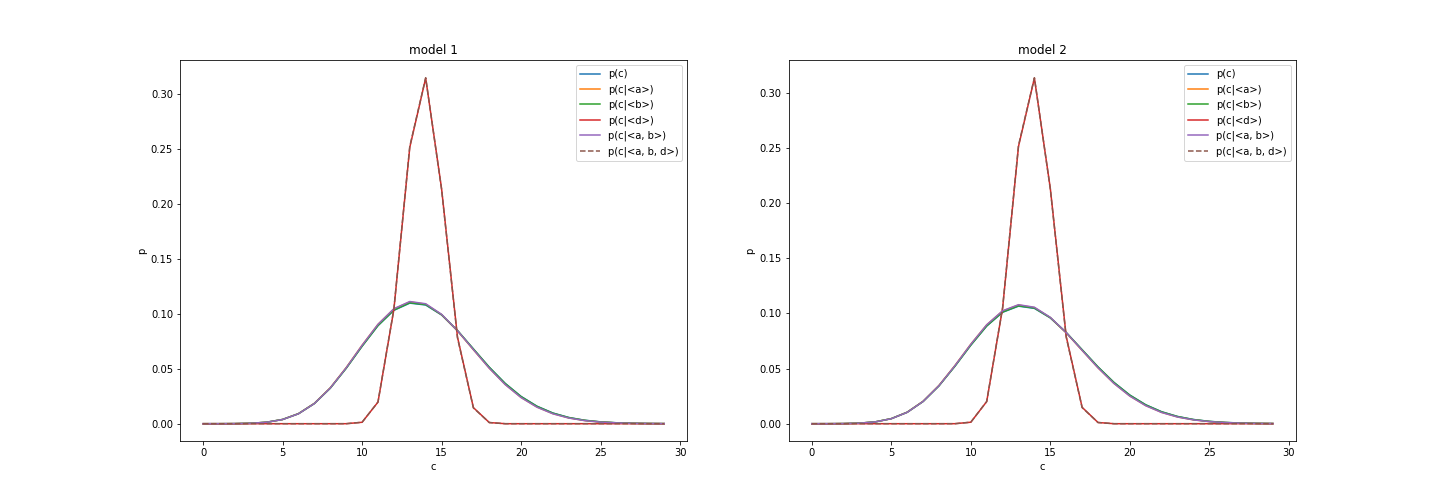 model 1
p(c)
p(c|<a>)
p(c|<b>)
p(c|<d>)
p(c|<a, b>)
p(c|<a, b, d>)
0.30
0.25
0.20
0.15
0.10
0.05
0.00
p
0 5 10 15 20 25 30
c
model 2
p(c)
p(c|<a>)
p(c|<b>)
p(c|<d>)
p(c|<a, b>)
p(c|<a, b, d>)
0.30
0.25
0.20
0.15
0.10
0.05
0.00
p
0 5 10 15 20 25 30
c